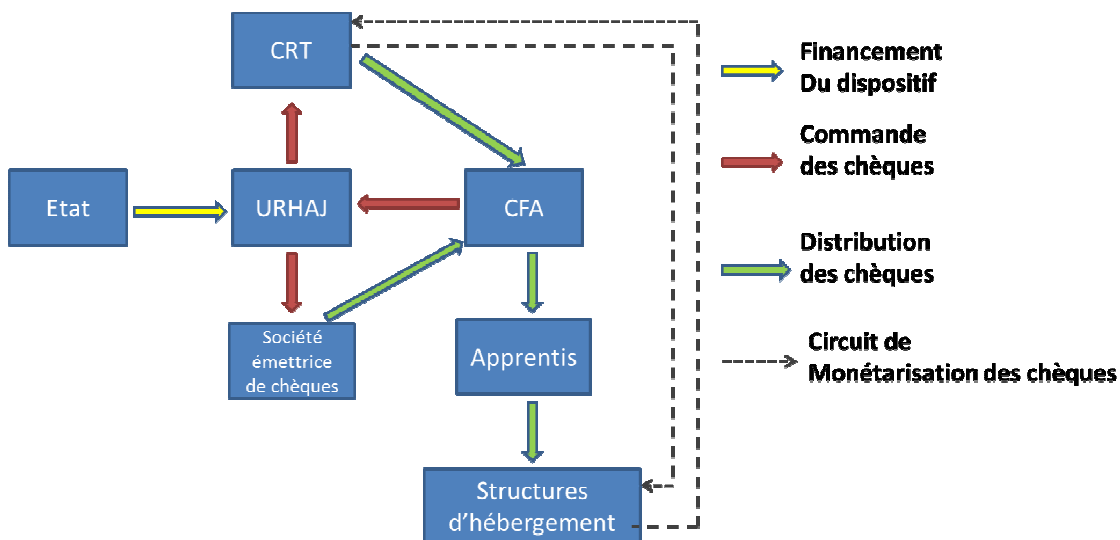 CRT
Etat
URHAJ
CFA
Société
émettrice
de chèques
Apprentis
Structures
d'hébergement
Financement
Du dispositif
Commande
des chèques
Distribution
des chèques
Circuit de
Monétarisation des chèques